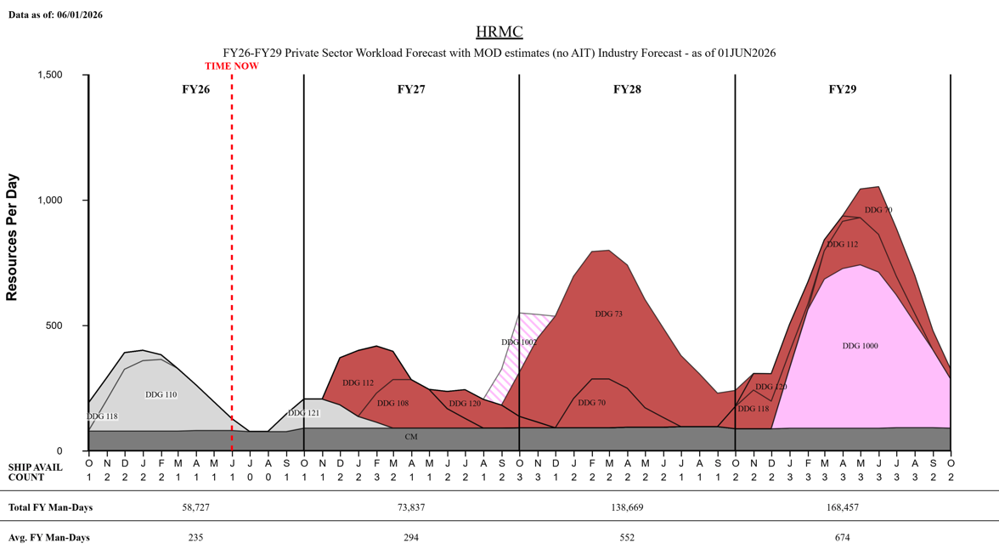 Data as of: 06/01/2026
HRMC
FY26-FY29 Private Sector Workload Forecast with MOD estimates (no AIT) Industry Forecast - as of 01JUN2026
TIME NOW
1,500
FY26 FY27 FY28 FY29
Resources Per Day
1,000
DDG 70
DDG 112
500
DDG 73
DDG 1002
DDG 1000
DDG 112
DDG 110
DDG 108
DDG 120
DDG 70
DDG 120
DDG 118
DDG 121
DDG 118
CM
0
O N D J F M A M J J A S O N D J F M A M J J A S O N D J F M A M J J A S O N D J F M A M J J A S O
SHIP AVAIL
COUNT
1 2 2 2 2 1 1 1 1 0 0 1 1 1 2 2 3 2 1 1 2 2 1 2 3 3 1 2 2 2 2 2 2 1 1 1 2 2 2 3 3 3 3 3 3 3 3 2 2
Total FY Man-Days 58,727 73,837 138,669 168,457
Avg. FY Man-Days 235 294 552 674